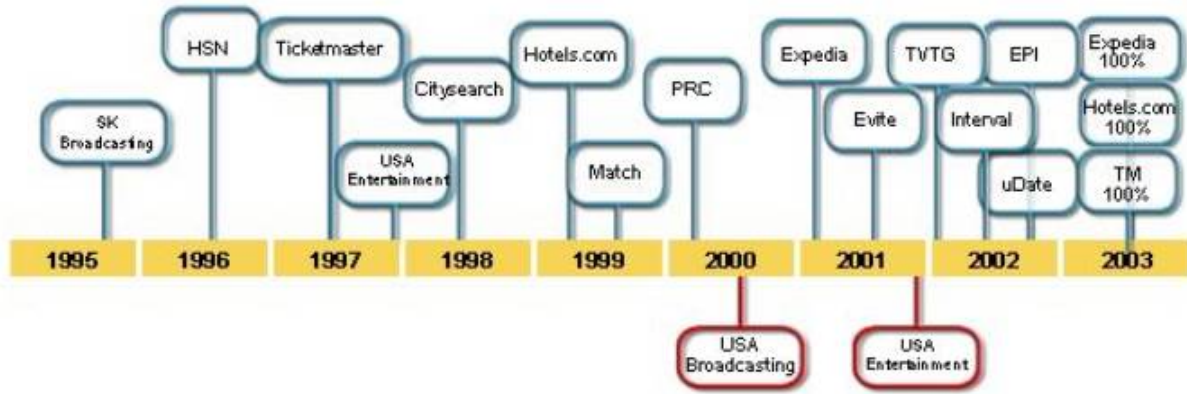 HSN
Ticketmaster
Hotels.com
Expedia
TVTG
EPI
Expedia
100%
Citysearch
PRC
SK
Broadcasting
Evite
Interval
Hotels.com
100%
USA
Entertainment
Match
uDate
TM
100%
1995
1996
1997
1998
1999
2000
2001
2002
2003
USA
Broadcasting
USA
Entertainment